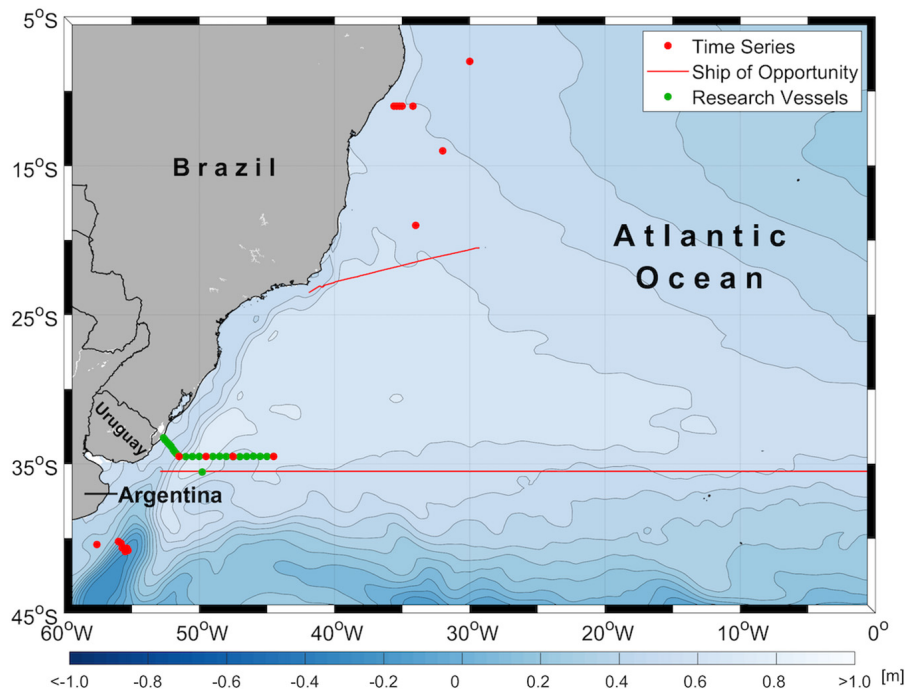 5°S
15°S
25°S
35°S
45°S
Time Series
Ship of Opportunity
Research Vessels
Brazil
Atlantic
Ocean
Uruguay
Argentina
60°W 50°W 40°W 30°W 20°W 10°W 0°
<-1.0 -0.8 -0.6 -0.4 -0.2 0 0.2 0.4 0.6 0.8 >1.0 [m]